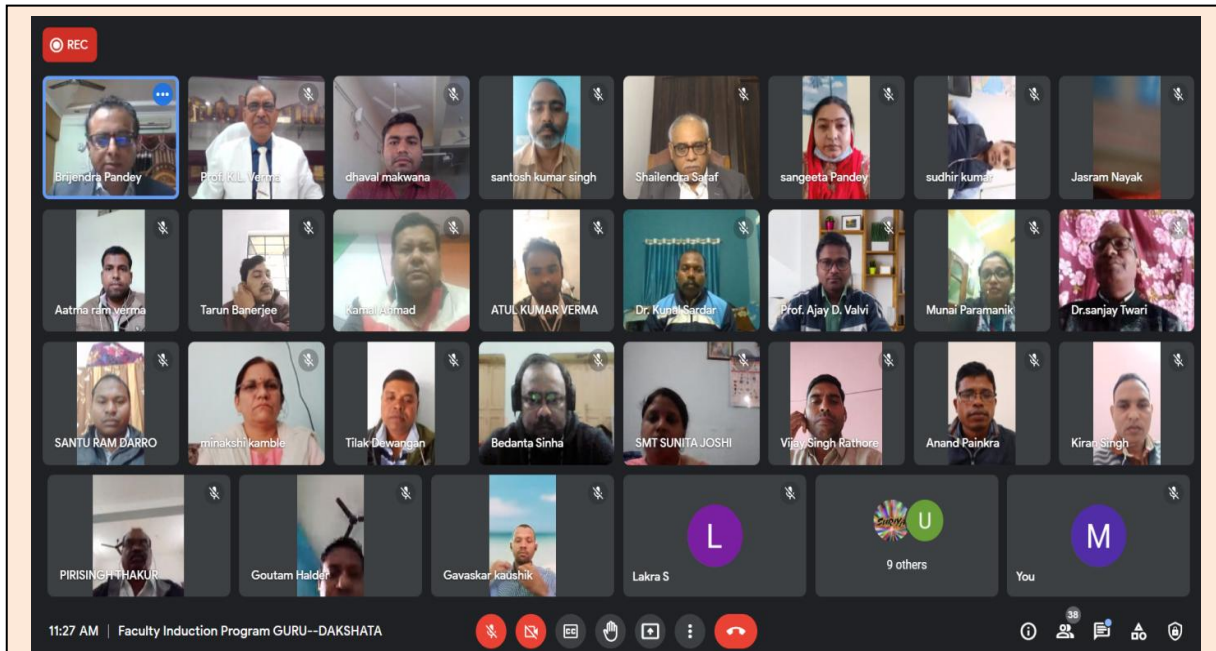 REC
Brijendra Pandey
Prof. K.L. Verma
dhaval makwana
santosh kumar singh
Shailendra Saraf
sangeeta Pandey
sudhir kumar
Jasram Nayak
Aatma ram verma
Tarun Banerjee
Kamal Ahmad
ATUL KUMAR VERMA
Dr. Kunal Sardar
Prof. Ajay D. Valvi
Munai Paramanik
Dr.sanjay Twari
SANTU RAM DARRO
minakshi kamble
Tilak Dewangan
Bedanta Sinha
SMT SUNITA JOSHI
Vijay Singh Rathore
Anand Painkra
Kiran Singh
PIRISINGH THAKUR
Goutam Halder
Gavaskar kaushik
L
Lakra S
U
9 others
M
You
11:27 AM | Faculty Induction Program GURU--DAKSHATA
CC
38